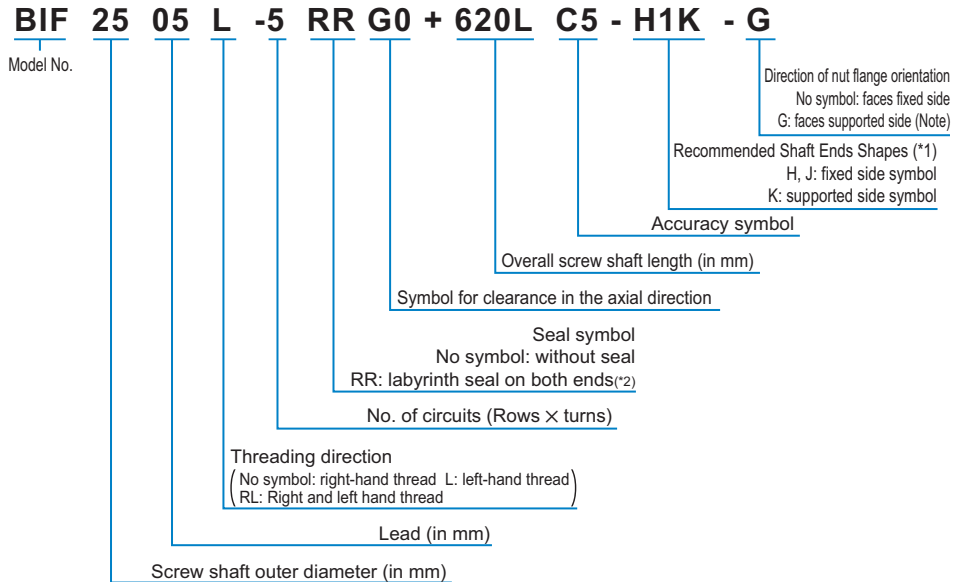 BIF 25 05 L -5 RR G0 + 620L C5 - H1K - G
Model No.
Direction of nut flange orientation
No symbol: faces fixed side
G: faces supported side (Note)
Recommended Shaft Ends Shapes (*1)
H, J: fixed side symbol
K: supported side symbol
Accuracy symbol
Overall screw shaft length (in mm)
Symbol for clearance in the axial direction
Seal symbol
No symbol: without seal
RR: labyrinth seal on both ends(*2)
No. of circuits (Rows × turns)
Threading direction
(No symbol: right-hand thread L: left-hand thread
RL: Right and left hand thread)
Lead (in mm)
Screw shaft outer diameter (in mm)